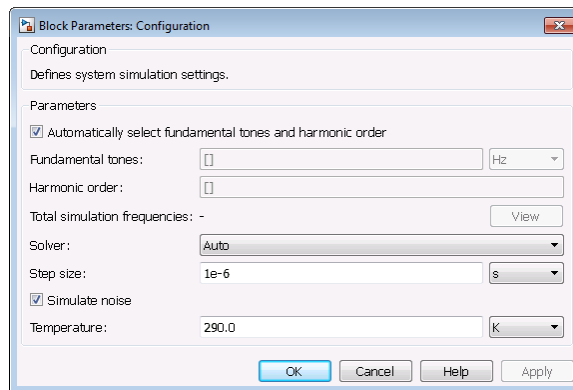 Block Parameters: Configuration
Configuration
Defines system simulation settings.
Parameters
Automatically select fundamental tones and harmonic order
Fundamental tones: [] Hz
Harmonic order: []
Total simulation frequencies: - View
Solver: Auto
Step size: 1e-6 s
Simulate noise
Temperature: 290.0 K
OK Cancel Help Apply